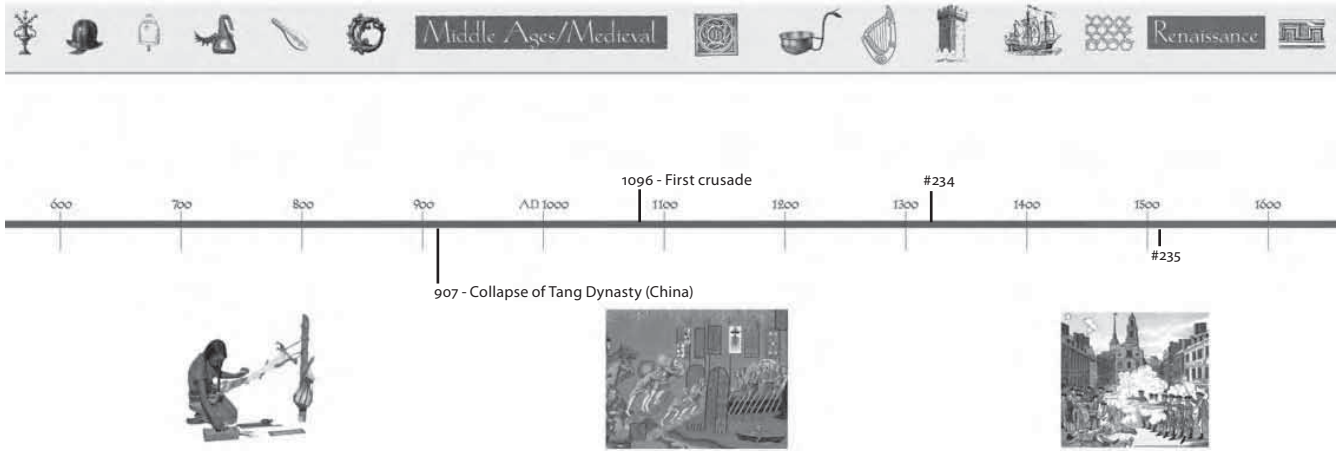 Middle Ages/Medieval
Renaissance
1096 - First crusade
#234
600
700
800
900
AD 1000
1100
1200
1300
1400
1500
1600
#235
907 - Collapse of Tang Dynasty (China)